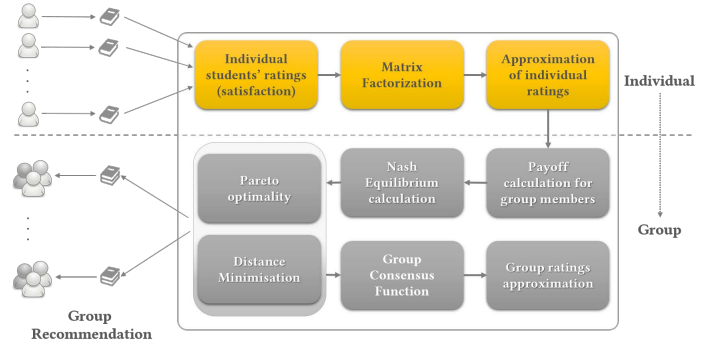 Individual
students' ratings
(satisfaction)
Matrix
Factorization
Approximation
of individual
ratings
Individual
Pareto
optimality
Nash
Equilibrium
calculation
Payoff
calculation for
group members
Group
Distance
Minimisation
Group
Consensus
Function
Group ratings
approximation
Group
Recommendation